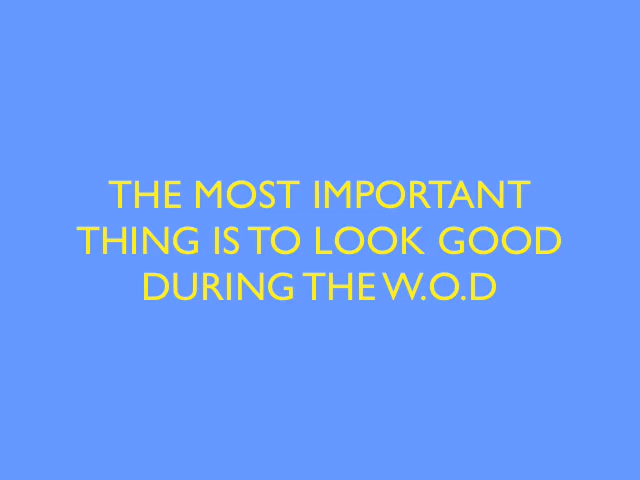 THE MOST IMPORTANT
THING IS TO LOOK GOOD
DURING THE W.O.D